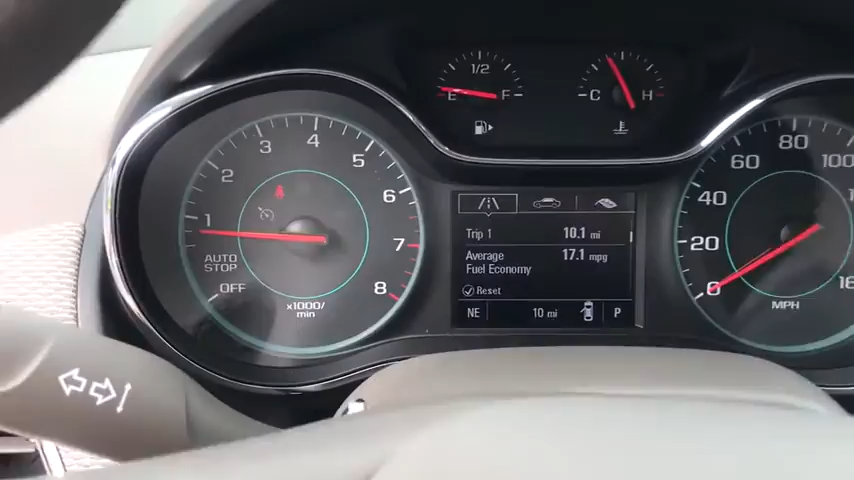 1/2
E F
C H
1 2 3 4 5 6 7 8
AUTO
STOP
OFF
x1000/
min
Trip 1 10.1 mi
Average 17.1 mpg
Fuel Economy
Reset
NE 10 mi P
0 20 40 60 80 100
MPH